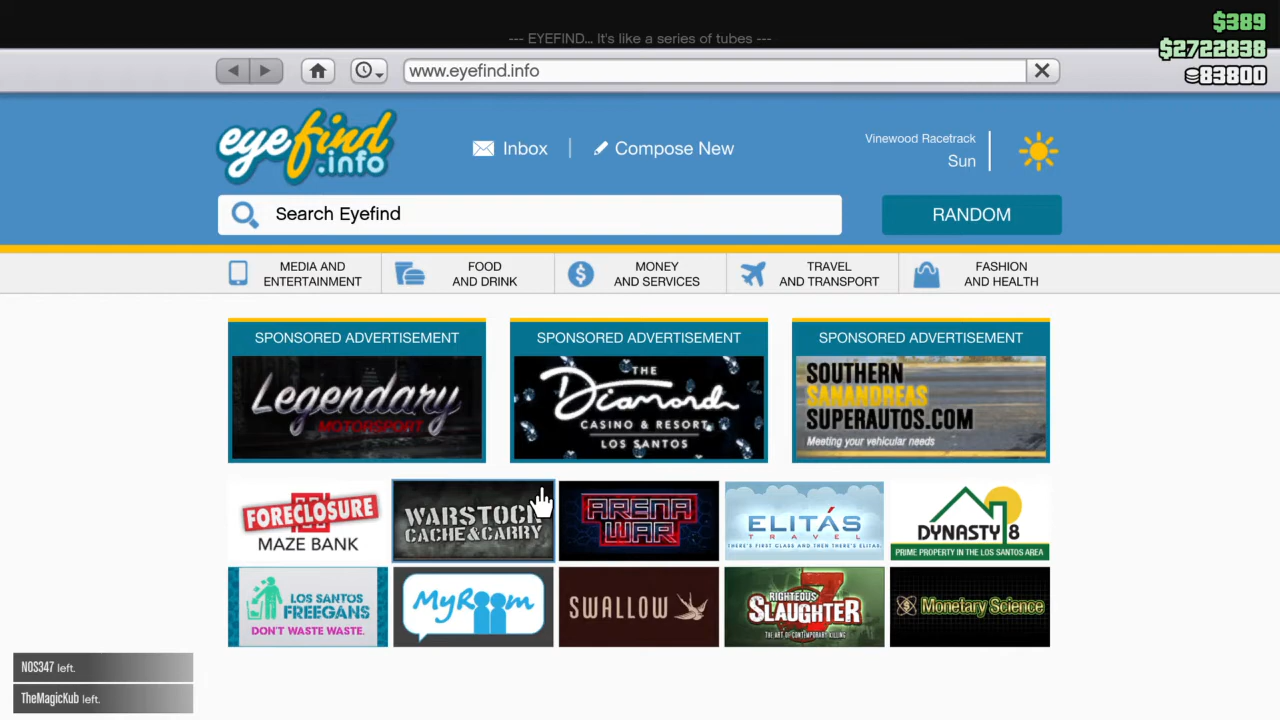 --- EYEFIND... It's like a series of tubes ---
$389
$2722838
83800
www.eyefind.info
eyefind
.info
Inbox
Compose New
Vinewood Racetrack
Sun
Search Eyefind
RANDOM
MEDIA AND
ENTERTAINMENT
FOOD
AND DRINK
MONEY
AND SERVICES
TRAVEL
AND TRANSPORT
FASHION
AND HEALTH
SPONSORED ADVERTISEMENT
Legendary
MOTORSPORT
SPONSORED ADVERTISEMENT
THE
Diamond
CASINO & RESORT
LOS SANTOS
SPONSORED ADVERTISEMENT
SOUTHERN
SANANDREAS
SUPERAUTOS.COM
Meeting your vehicular needs
FORECLOSURE
MAZE BANK
WARSTOCK
CACHE&CARRY
ARENA
WAR
ELITÁS
TRAVEL
THERE'S FIRST CLASS AND THEN THERE'S ELITAS.
DYNASTY 8
PRIME PROPERTY IN THE LOS SANTOS AREA
LOS SANTOS
FREEGANS
DON'T WASTE WASTE.
MyRoom
SWALLOW
RIGHTEOUS
SLAUGHTER
7
THE ART OF CONTEMPORARY KILLING
Monetary Science
NOS347 left.
TheMagicKub left.